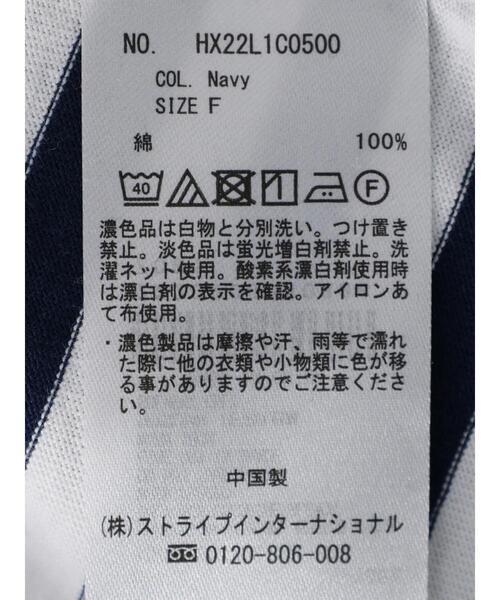 NO. HX22L1C0500
COL. Navy
SIZE F
綿 100%
40 F
濃色品は白物と分別洗い。つけ置き
禁止。淡色品は蛍光増白剤禁止。洗
濯ネット使用。酸素系漂白剤使用時
は漂白剤の表示を確認。アイロンあ
て布使用。
・濃色製品は摩擦や汗、雨等で濡れ
た際に他の衣類や小物類に色が移
る事がありますのでご注意くださ
い。
中国製
(株)ストライプインターナショナル
0120-806-008